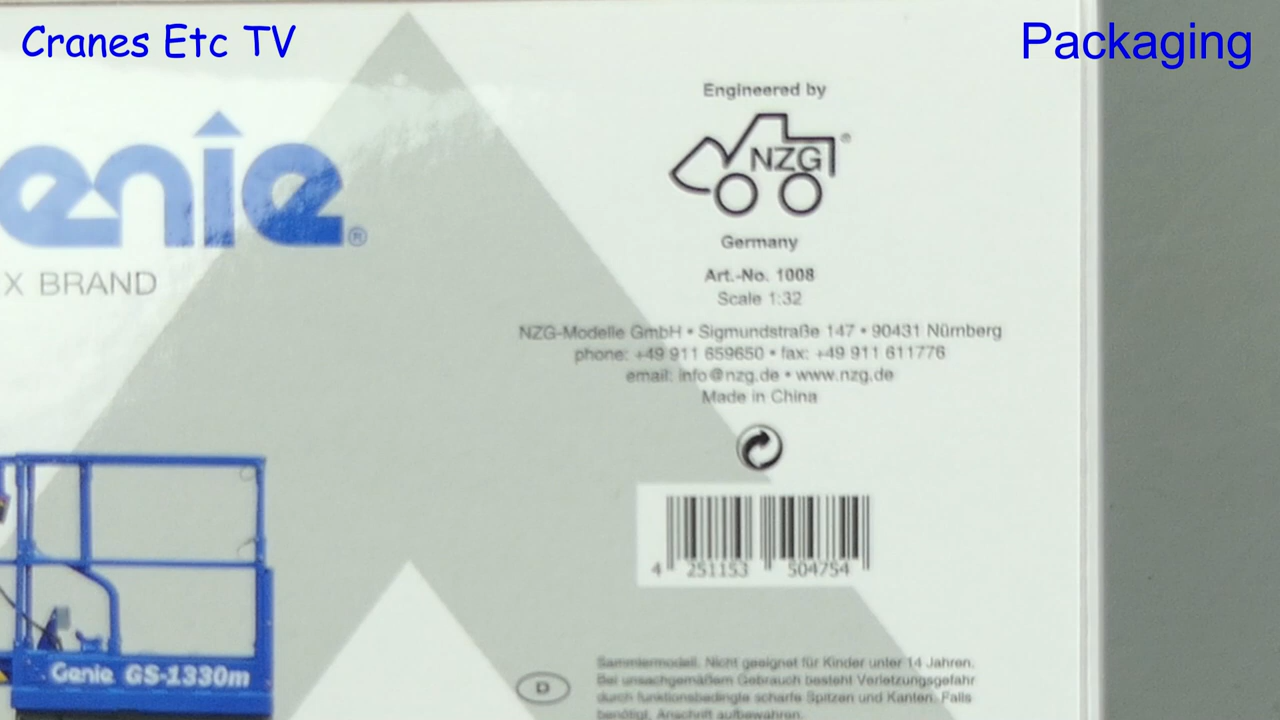 Cranes Etc TV
Packaging
enie®
X BRAND
Engineered by
NZG®
Germany
Art.-No. 1008
Scale 1:32
NZG-Modelle GmbH • Sigmundstraße 147 • 90431 Nürnberg
phone: +49 911 659650 • fax: +49 911 611776
email: info@nzg.de • www.nzg.de
Made in China
4 251153 504754
Genie GS-1330m
D
Sammlermodell. Nicht geeignet für Kinder unter 14 Jahren.
Bei unsachgemäßem Gebrauch besteht Verletzungsgefahr
durch funktionsbedingte scharfe Spitzen und Kanten. Falls
benötigt, Anschrift aufbewahren.